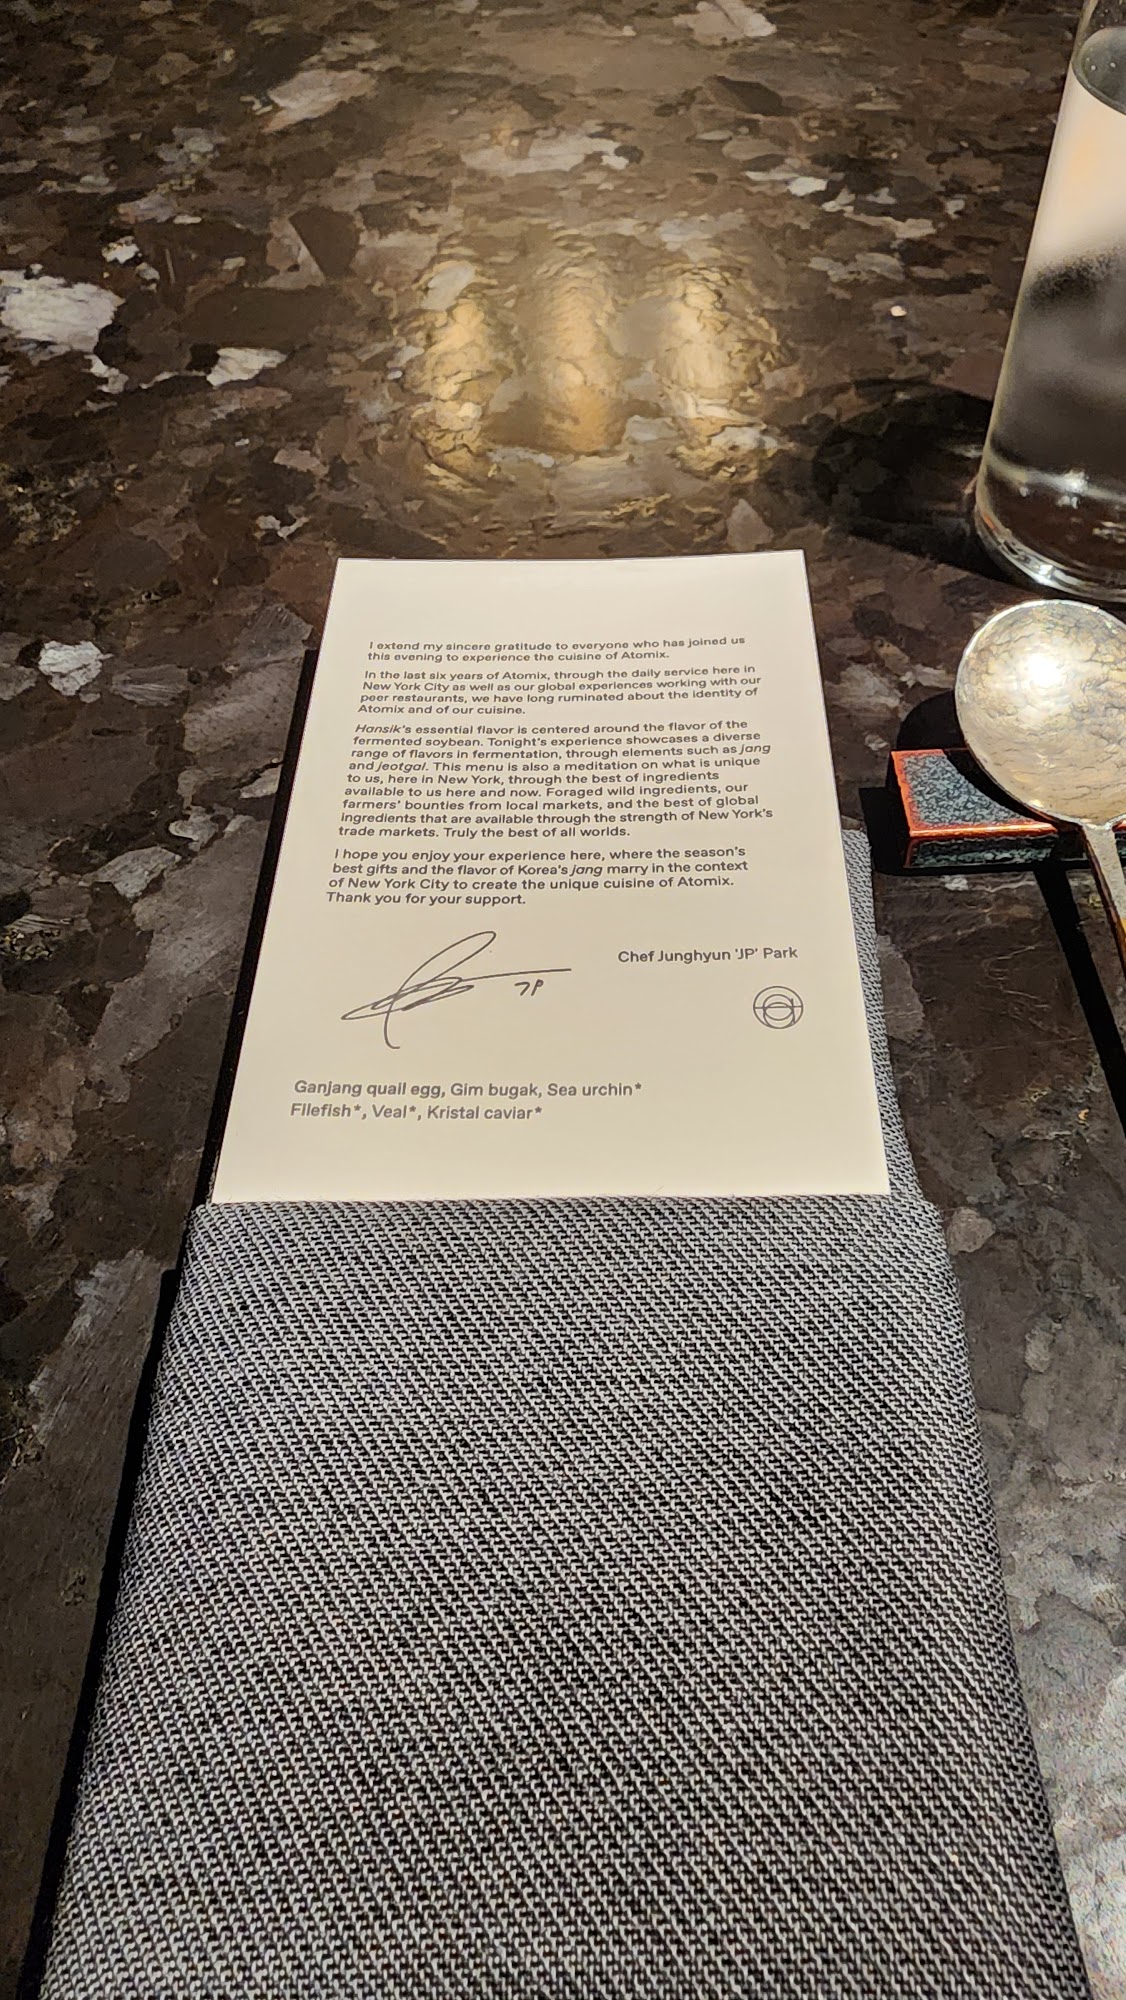 I extend my sincere gratitude to everyone who has joined us
this evening to experience the cuisine of Atomix.
In the last six years of Atomix, through the daily service here in
New York City as well as our global experiences working with our
peer restaurants, we have long ruminated about the identity of
Atomix and of our cuisine.
Hansik's essential flavor is centered around the flavor of the
fermented soybean. Tonight's experience showcases a diverse
range of flavors in fermentation, through elements such as jang
and jeotgal. This menu is also a meditation on what is unique
to us, here in New York, through the best of ingredients
available to us here and now. Foraged wild ingredients, our
farmers' bounties from local markets, and the best of global
ingredients that are available through the strength of New York's
trade markets. Truly the best of all worlds.
I hope you enjoy your experience here, where the season's
best gifts and the flavor of Korea's jang marry in the context
of New York City to create the unique cuisine of Atomix.
Thank you for your support.
Chef Junghyun 'JP' Park
JP
Ganjang quail egg, Gim bugak, Sea urchin*
Filefish*, Veal*, Kristal caviar*